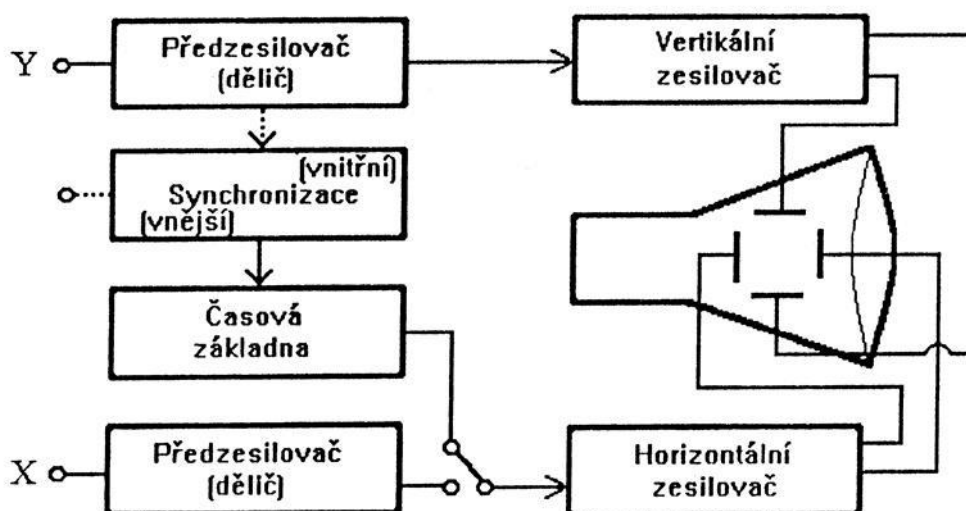 Y
Předzesilovač
(dělič)
Vertikální
zesilovač
(vnitřní)
Synchronizace
(vnější)
Časová
základna
X
Předzesilovač
(dělič)
Horizontální
zesilovač